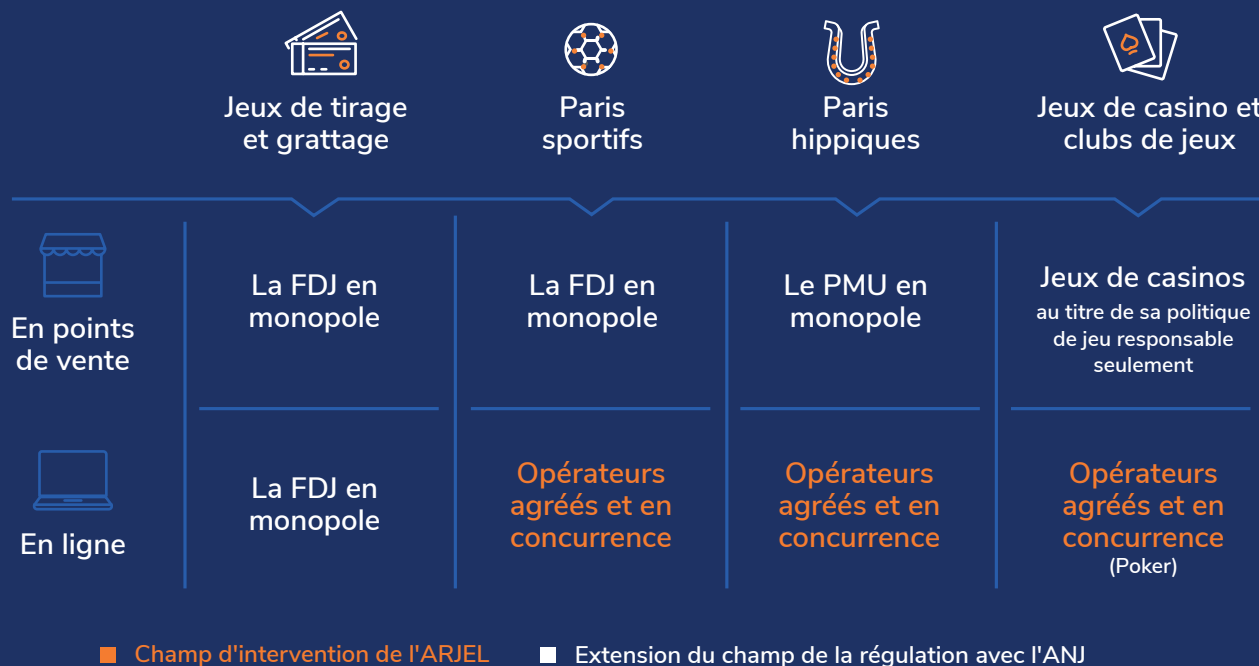 Jeux de tirage
et grattage
Paris
sportifs
Paris
hippiques
Jeux de casino et
clubs de jeux
En points
de vente
La FDJ en
monopole
La FDJ en
monopole
Le PMU en
monopole
Jeux de casinos
au titre de sa politique
de jeu responsable
seulement
En ligne
La FDJ en
monopole
Opérateurs
agréés et en
concurrence
Opérateurs
agréés et en
concurrence
Opérateurs
agréés et en
concurrence
(Poker)
Champ d'intervention de l'ARJEL
Extension du champ de la régulation avec l'ANJ